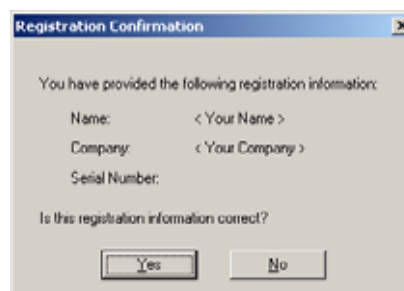 Registration Confirmation
You have provided the following registration information:
Name: < Your Name >
Company: < Your Company >
Serial Number:
Is this registration information correct?
Yes No